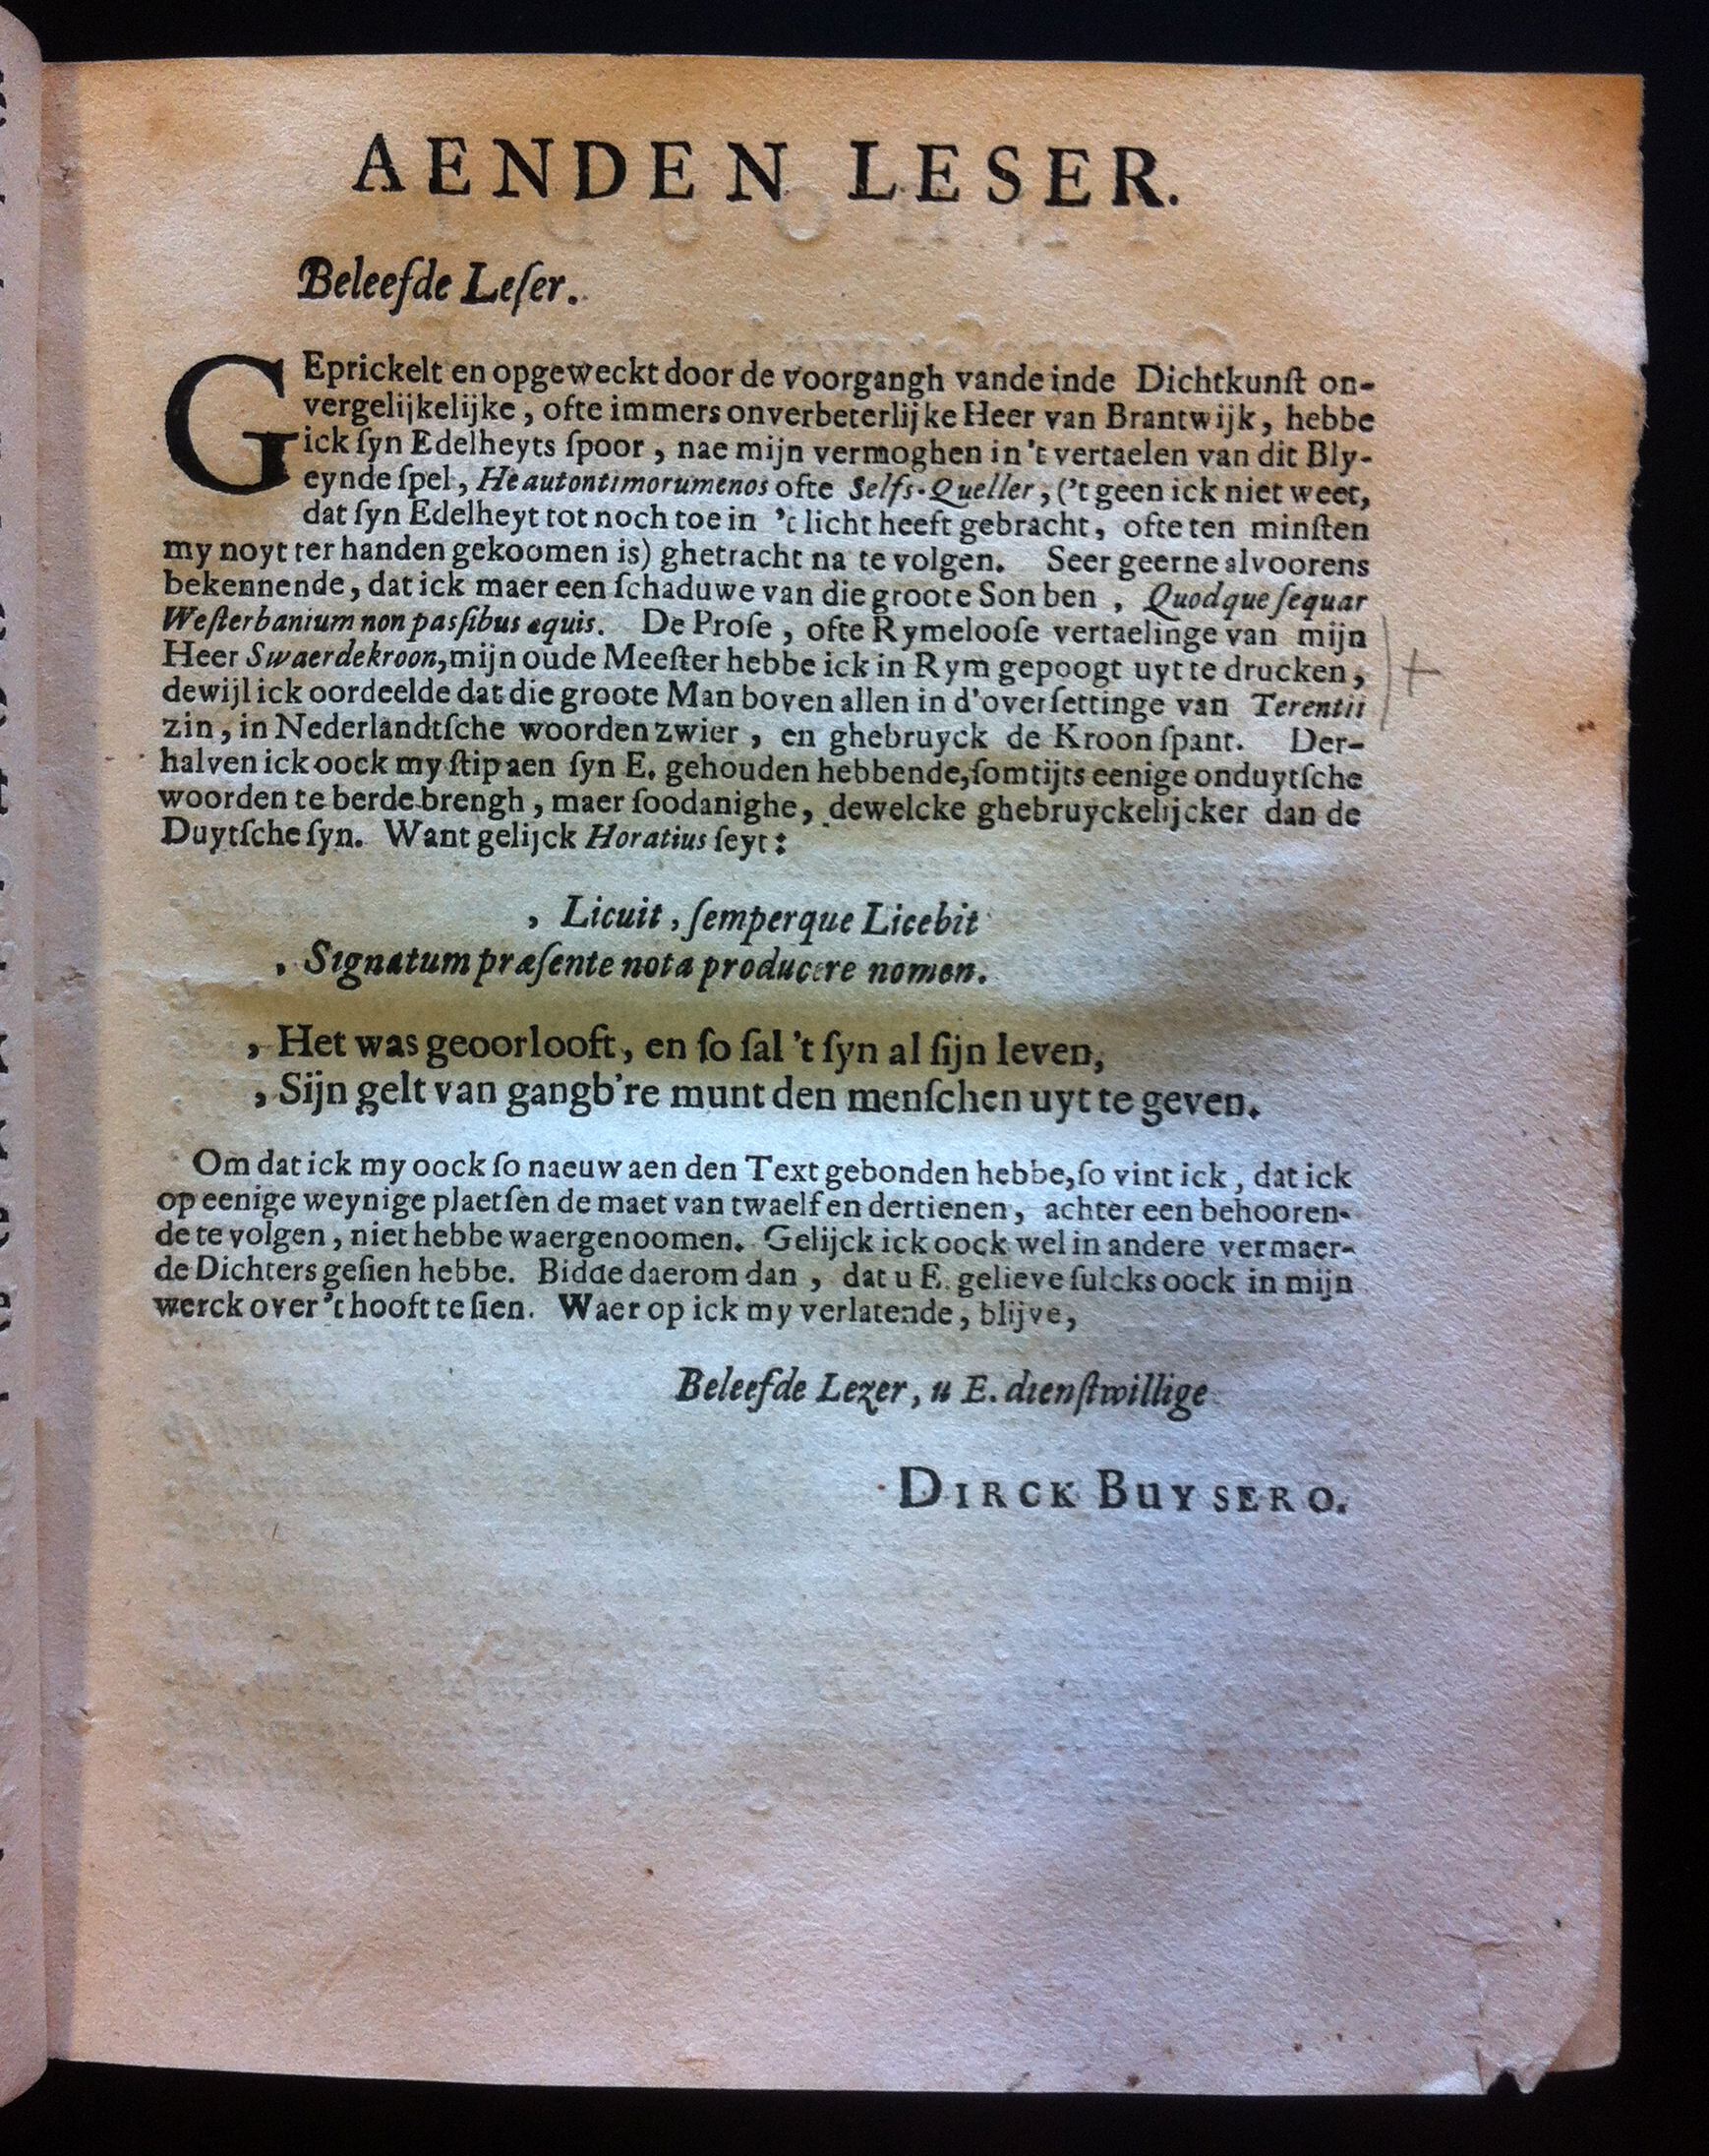 AENDEN LESER.
Beleefde Leſer.
GEprickelt en opgeweckt door de voorgangh vande inde Dichtkunſt on-
vergelijkelijke, ofte immers onverbeterlijke Heer van Brantwijk, hebbe
ick ſyn Edelheyts ſpoor, nae mijn vermoghen in 't vertaelen van dit Bly-
eynde ſpel, Heautontimorumenos ofte Selfs-Queller, ('t geen ick niet weet,
dat ſyn Edelheyt tot noch toe in 't licht heeft gebracht, ofte ten minſten
my noyt ter handen gekoomen is) ghetracht na te volgen. Seer geerne alvoorens
bekennende, dat ick maer een ſchaduwe van die groote Son ben, Quodque ſequar
Weſterbanium non paſſibus æquis. De Proſe, ofte Rymelooſe vertaelinge van mijn
Heer Swaerdekroon, mijn oude Meeſter hebbe ick in Rym gepoogt uyt te drucken,
dewijl ick oordeelde dat die groote Man boven allen in d'overſettinge van Terentii
zin, in Nederlandtſche woorden zwier, en ghebruyck de Kroon ſpant. Der-
halven ick oock my ſtip aen ſyn E. gehouden hebbende, ſomtijts eenige onduytſche
woorden te berde brengh, maer ſoodanighe, dewelcke ghebruyckelijcker dan de
Duytſche ſyn. Want gelijck Horatius ſeyt:
, Licuit, ſemperque Licebit
, Signatum præſente nota producere nomen.
, Het was geoorlooft, en ſo ſal 't ſyn al ſijn leven,
, Sijn gelt van gangb're munt den menſchen uyt te geven.
Om dat ick my oock ſo naeuw aen den Text gebonden hebbe, ſo vint ick, dat ick
op eenige weynige plaetſen de maet van twaelf en dertienen, achter een behooren-
de te volgen, niet hebbe waergenoomen. Gelijck ick oock wel in andere vermaer-
de Dichters geſien hebbe. Bidde daerom dan, dat u E. gelieve ſulcks oock in mijn
werck over 't hooft te ſien. Waer op ick my verlatende, blijve,
Beleefde Lezer, u E. dienſtwillige
DIRCK BUYSERO.